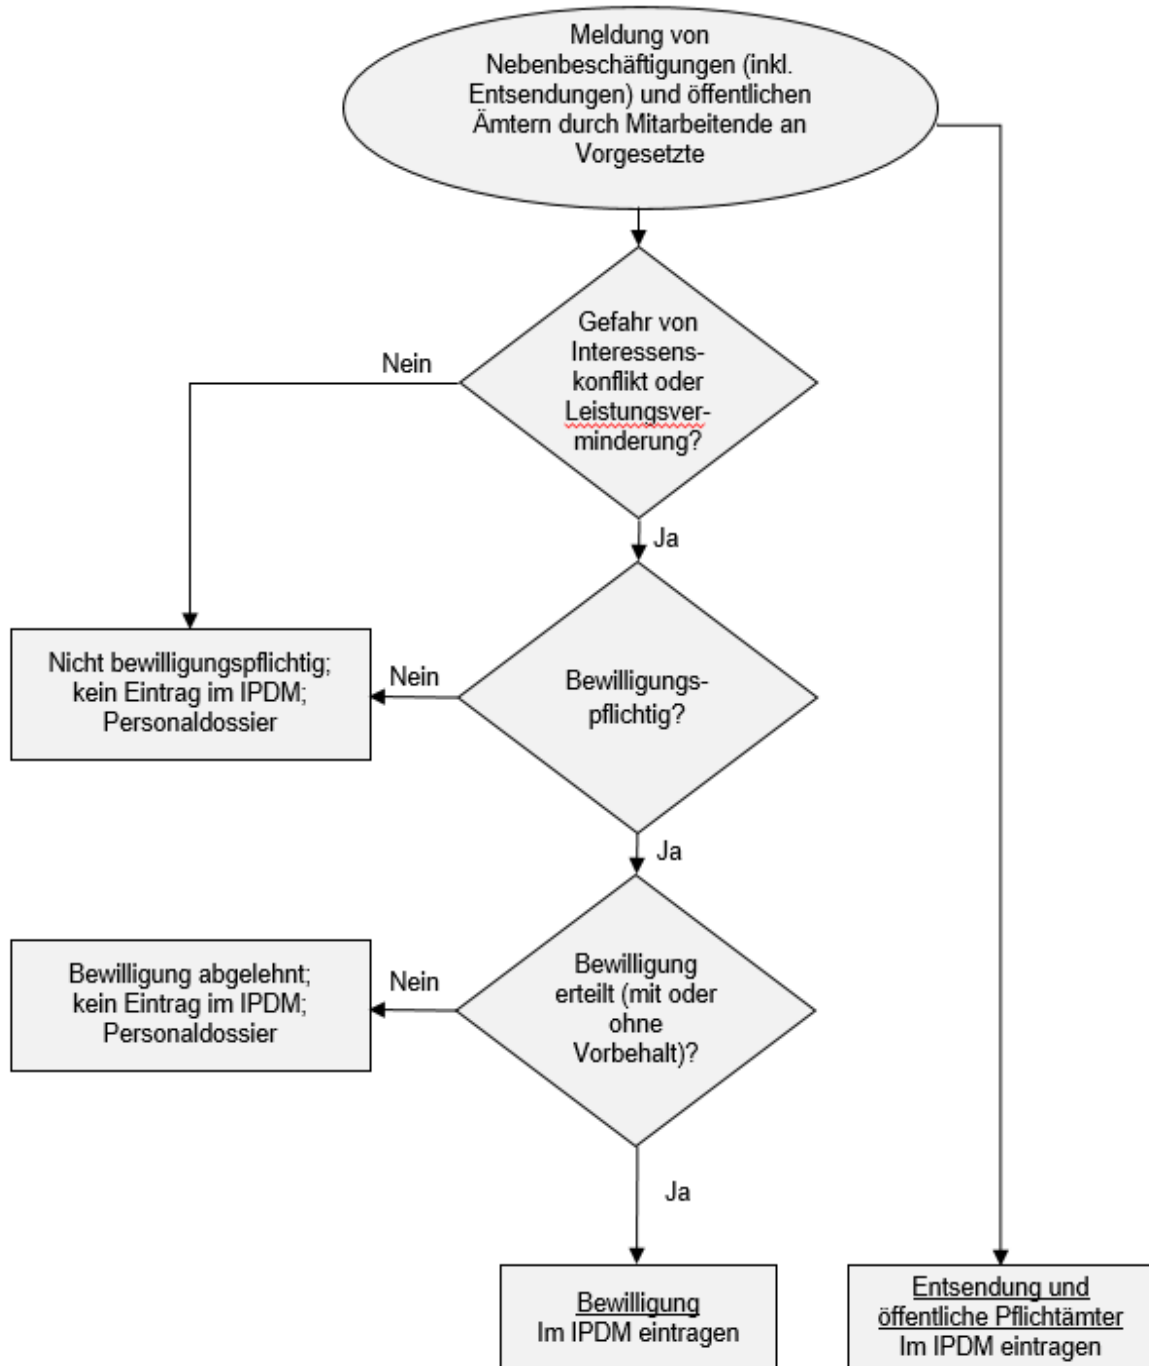 Meldung von
Nebenbeschäftigungen (inkl.
Entsendungen) und öffentlichen
Ämtern durch Mitarbeitende an
Vorgesetzte
Gefahr von
Interessens-
konflikt oder
Leistungsver-
minderung?
Nein
Ja
Nicht bewilligungspflichtig;
kein Eintrag im IPDM;
Personaldossier
Nein
Bewilligungs-
pflichtig?
Ja
Bewilligung abgelehnt;
kein Eintrag im IPDM;
Personaldossier
Nein
Bewilligung
erteilt (mit oder
ohne
Vorbehalt)?
Ja
Bewilligung
Im IPDM eintragen
Entsendung und
öffentliche Pflichtämter
Im IPDM eintragen